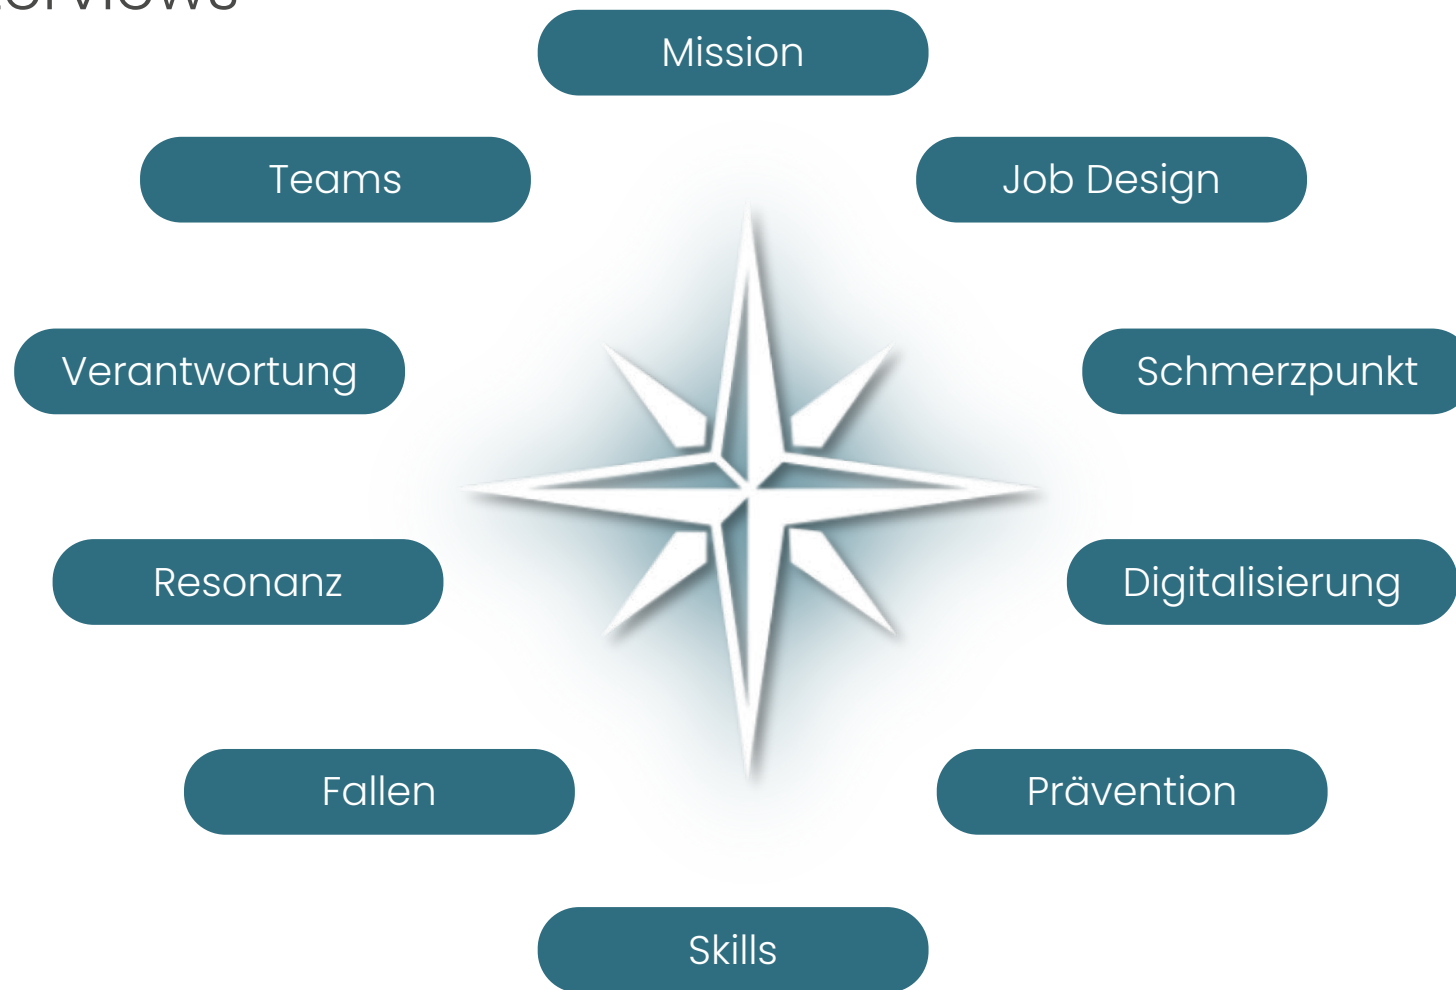 Mission
Teams
Job Design
Verantwortung
Schmerzpunkt
Resonanz
Digitalisierung
Fallen
Prävention
Skills